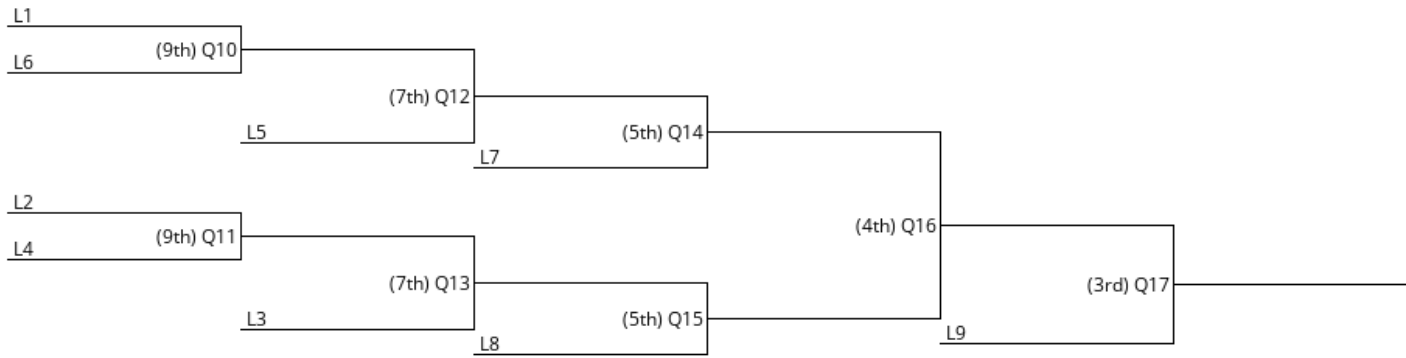 L1
(9th) Q10
L6
(7th) Q12
L5
(5th) Q14
L7
L2
(9th) Q11
L4
(4th) Q16
(7th) Q13
(3rd) Q17
L3
(5th) Q15
L9
L8